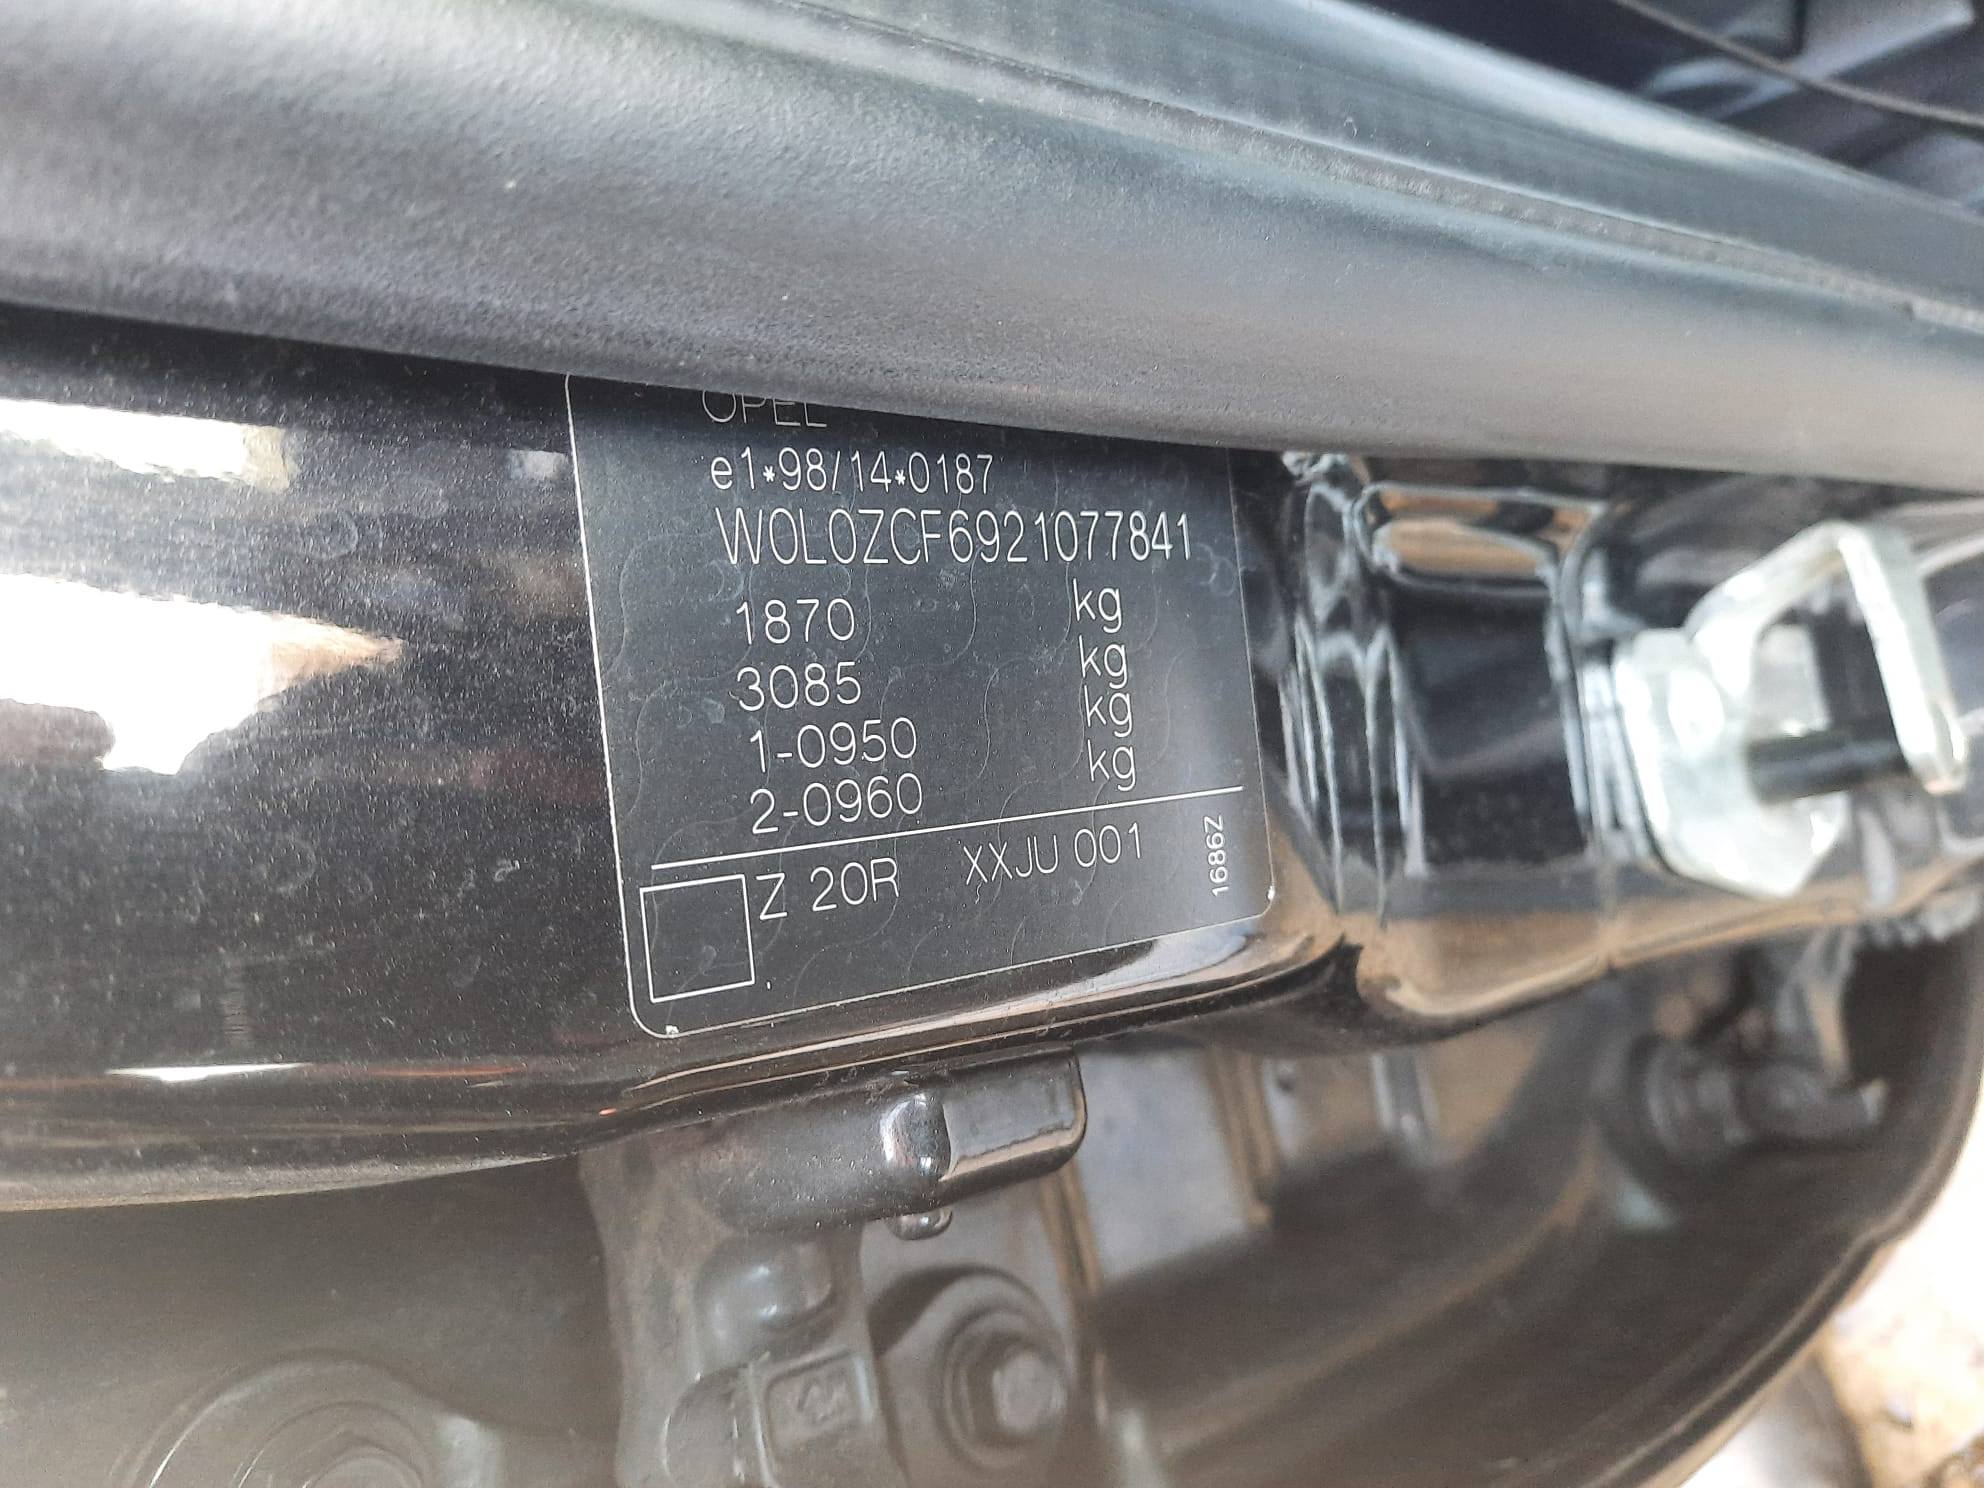 OPEL
e1*98/14*0187
W0L0ZCF6921077841
1870 kg
3085 kg
1-0950 kg
2-0960 kg
Z 20R XXJU 001
1686Z